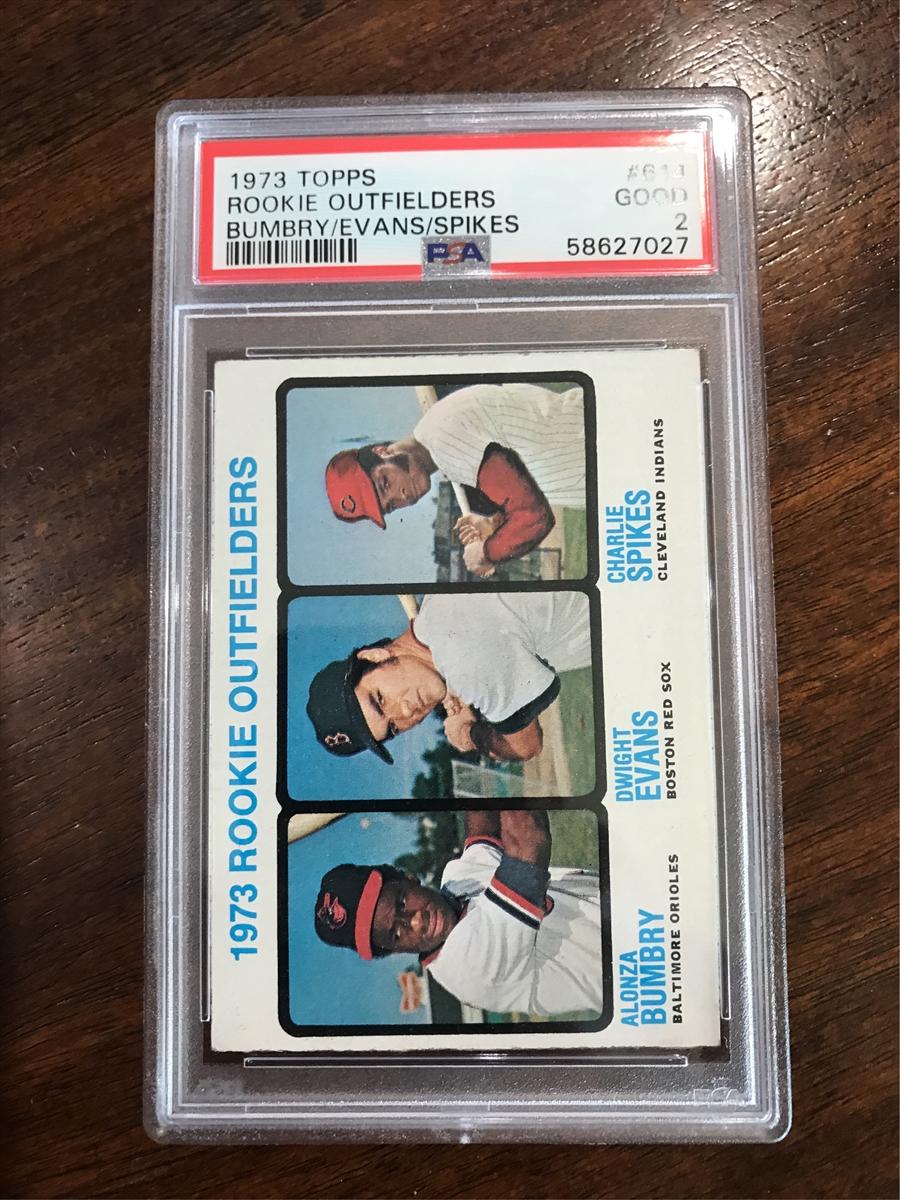 1973 TOPPS #614
ROOKIE OUTFIELDERS GOOD
BUMBRY/EVANS/SPIKES 2
PSA 58627027
1973 ROOKIE OUTFIELDERS
C
B
ALONZA
BUMBRY
BALTIMORE ORIOLES
DWIGHT
EVANS
BOSTON RED SOX
CHARLIE
SPIKES
CLEVELAND INDIANS